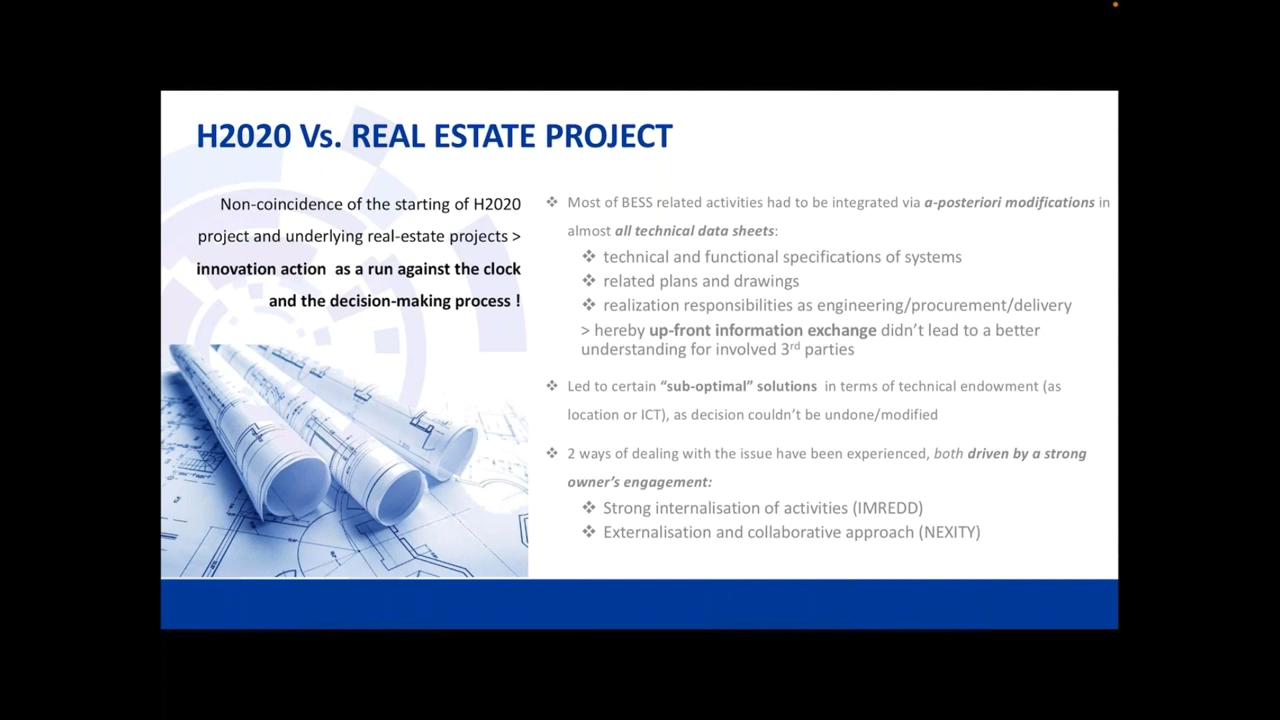 H2020 Vs. REAL ESTATE PROJECT
Non-coincidence of the starting of H2020
project and underlying real-estate projects >
innovation action as a run against the clock
and the decision-making process !
❖ Most of BESS related activities had to be integrated via a-posteriori modifications in
almost all technical data sheets:
❖ technical and functional specifications of systems
❖ related plans and drawings
❖ realization responsibilities as engineering/procurement/delivery
> hereby up-front information exchange didn't lead to a better
understanding for involved 3rd parties
❖ Led to certain "sub-optimal" solutions in terms of technical endowment (as
location or ICT), as decision couldn't be undone/modified
❖ 2 ways of dealing with the issue have been experienced, both driven by a strong
owner's engagement:
❖ Strong internalisation of activities (IMREDD)
❖ Externalisation and collaborative approach (NEXITY)